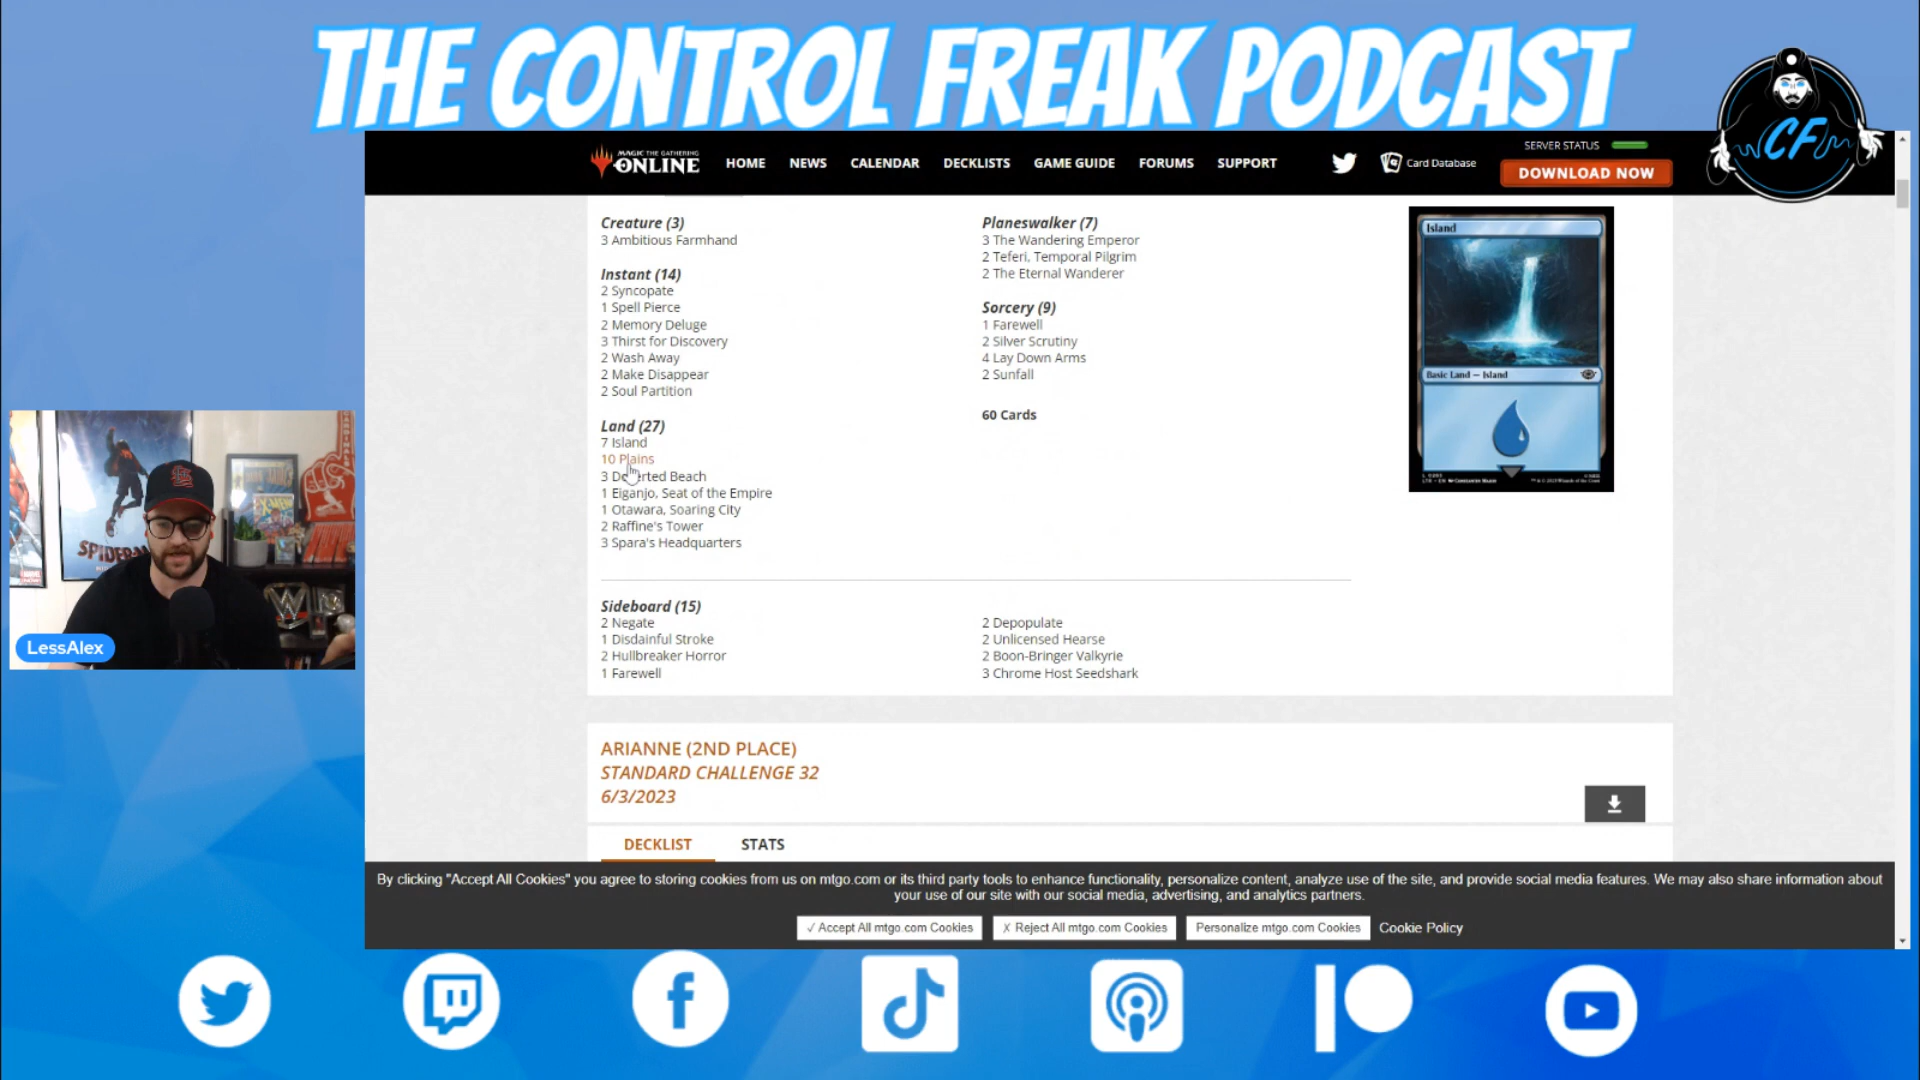 THE CONTROL FREAK PODCAST
CF
MAGIC THE GATHERING
ONLINE
HOME
NEWS
CALENDAR
DECKLISTS
GAME GUIDE
FORUMS
SUPPORT
Card Database
SERVER STATUS
DOWNLOAD NOW
Creature (3)
3 Ambitious Farmhand
Instant (14)
2 Syncopate
1 Spell Pierce
2 Memory Deluge
3 Thirst for Discovery
2 Wash Away
2 Make Disappear
2 Soul Partition
Land (27)
7 Island
10 Plains
3 Deserted Beach
1 Eiganjo, Seat of the Empire
1 Otawara, Soaring City
2 Raffine's Tower
3 Spara's Headquarters
Planeswalker (7)
3 The Wandering Emperor
2 Teferi, Temporal Pilgrim
2 The Eternal Wanderer
Sorcery (9)
1 Farewell
2 Silver Scrutiny
4 Lay Down Arms
2 Sunfall
60 Cards
Island
Basic Land — Island
Sideboard (15)
2 Negate
1 Disdainful Stroke
2 Hullbreaker Horror
1 Farewell
2 Depopulate
2 Unlicensed Hearse
2 Boon-Bringer Valkyrie
3 Chrome Host Seedshark
SPIDER-M
X-MEN
LessAlex
ARIANNE (2ND PLACE)
STANDARD CHALLENGE 32
6/3/2023
DECKLIST
STATS
By clicking "Accept All Cookies" you agree to storing cookies from us on mtgo.com or its third party tools to enhance functionality, personalize content, analyze use of the site, and provide social media features. We may also share information about
your use of our site with our social media, advertising, and analytics partners.
√ Accept All mtgo.com Cookies
X Reject All mtgo.com Cookies
Personalize mtgo.com Cookies
Cookie Policy